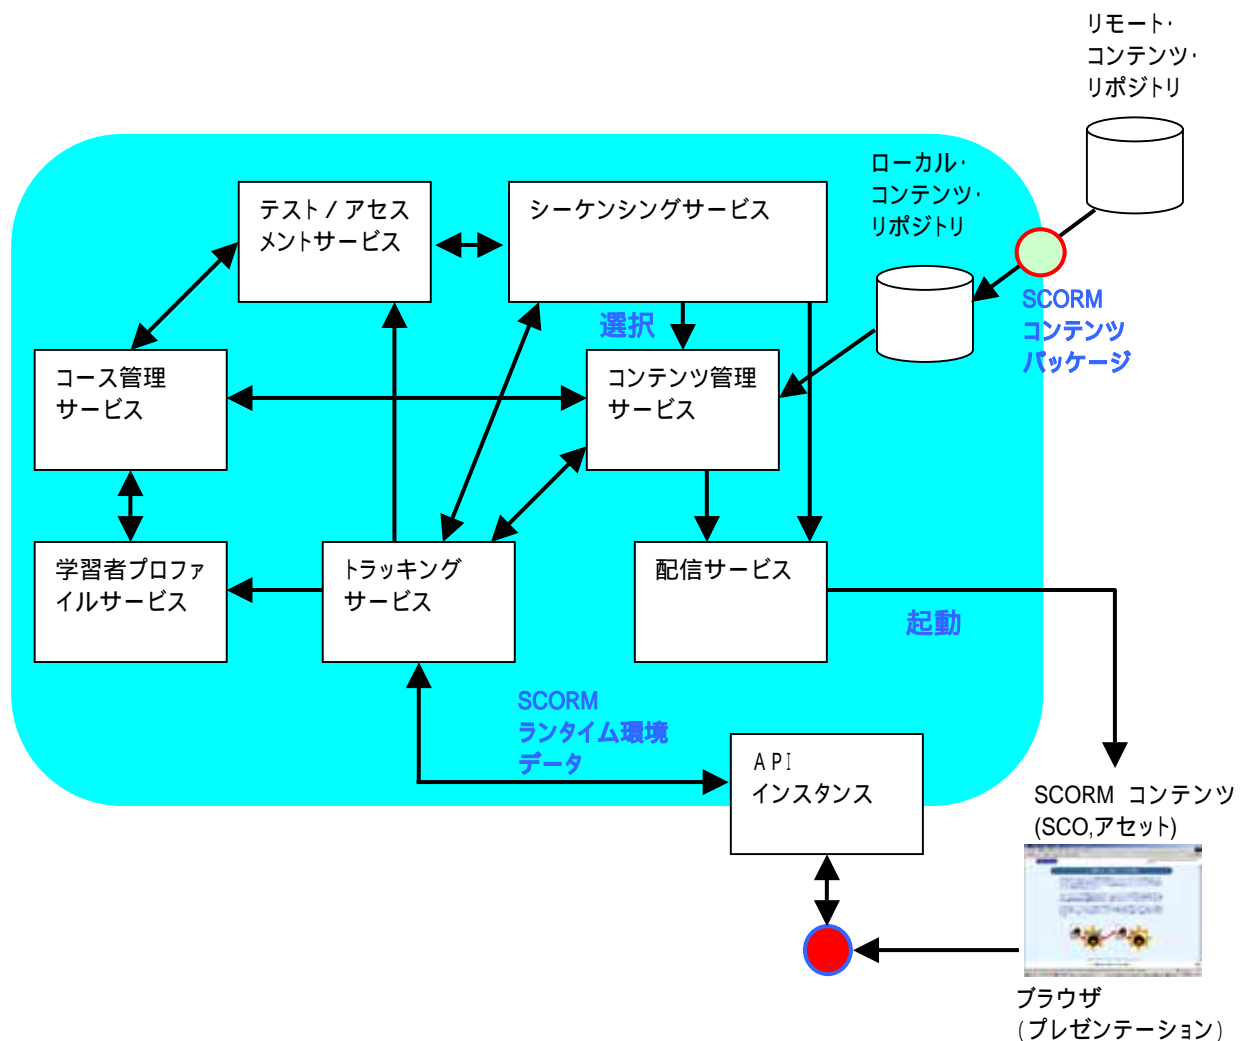 リモート・
コンテンツ・
リポジトリ
ローカル・
コンテンツ・
リポジトリ
テスト / アセス
メントサービス
シーケンシングサービス
SCORM
コンテンツ
パッケージ
選択
コース管理
サービス
コンテンツ管理
サービス
学習者プロファ
イルサービス
トラッキング
サービス
配信サービス
起動
SCORM
ランタイム環境
データ
API
インスタンス
SCORM コンテンツ
(SCO,アセット)
ブラウザ
(プレゼンテーション)